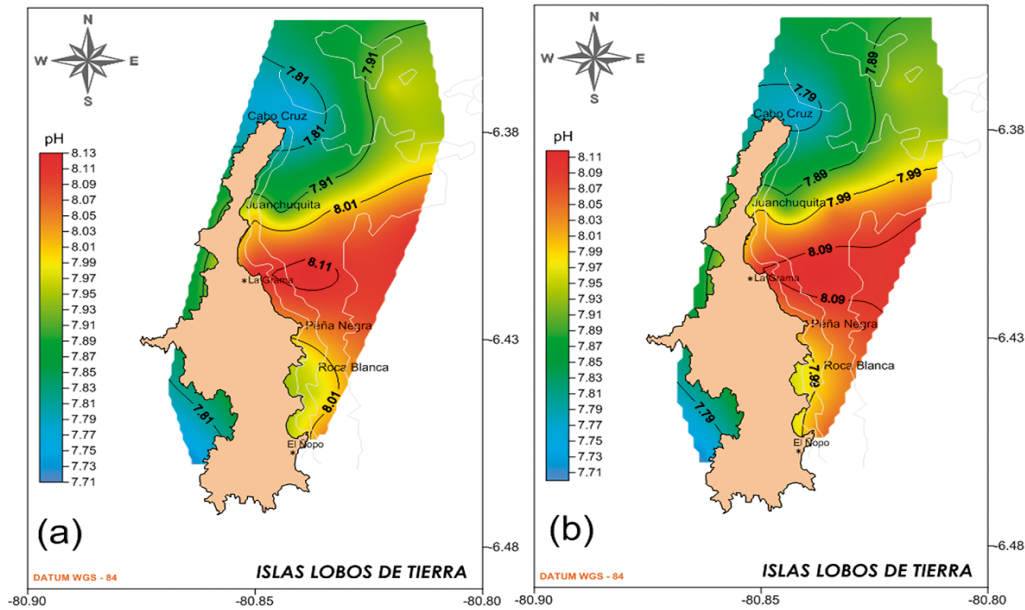 N
W E
S
7.81
7.91
Cabo Cruz
7.81
-6.38
pH
8.13
8.11
8.09
8.07
8.05
8.03
8.01
7.99
7.97
7.95
7.93
7.91
7.89
7.87
7.85
7.83
7.81
7.79
7.77
7.75
7.73
7.71
7.91
8.01
Juanchuquita
8.11
La Grama
Peña Negra
-6.43
Roca Blanca
8.01
7.81
El Ñopo
(a)
-6.48
DATUM WGS - 84
ISLAS LOBOS DE TIERRA
-80.90 -80.85 -80.80
N
W E
S
7.89
7.79
Cabo Cruz
-6.38
pH
8.11
8.09
8.07
8.05
8.03
8.01
7.99
7.97
7.95
7.93
7.91
7.89
7.87
7.85
7.83
7.81
7.79
7.77
7.75
7.73
7.71
7.89
7.99
7.99
Juanchuquita
8.09
La Grama
8.09
Peña Negra
-6.43
Roca Blanca
7.99
7.79
El Ñopo
(b)
-6.48
DATUM WGS - 84
ISLAS LOBOS DE TIERRA
-80.90 -80.85 -80.80